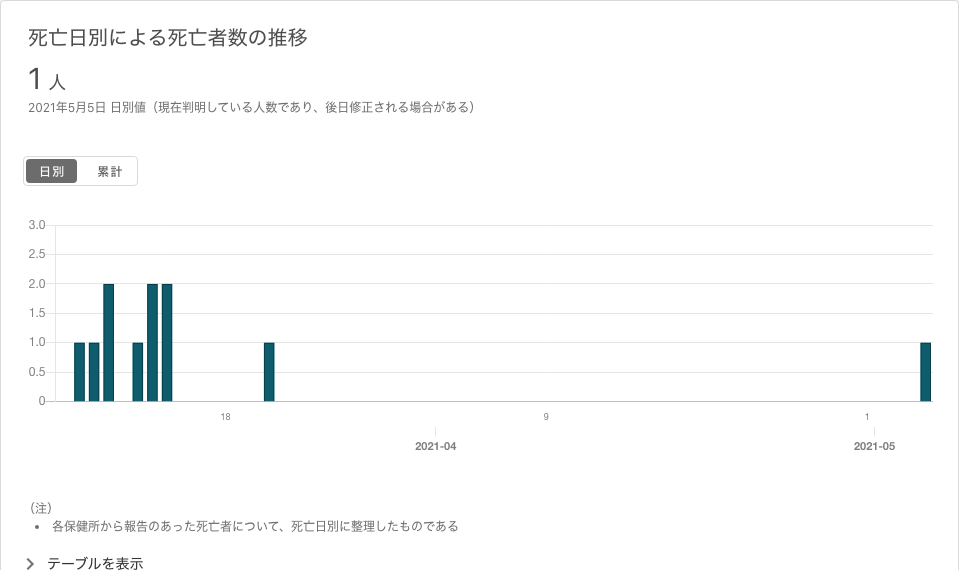 死亡日別による死亡者数の推移
1 人
2021年5月5日 日別値（現在判明している人数であり、後日修正される場合がある）
日別 累計
3.0
2.5
2.0
1.5
1.0
0.5
0
18 9 1
2021-04 2021-05
（注）
• 各保健所から報告のあった死亡者について、死亡日別に整理したものである
テーブルを表示